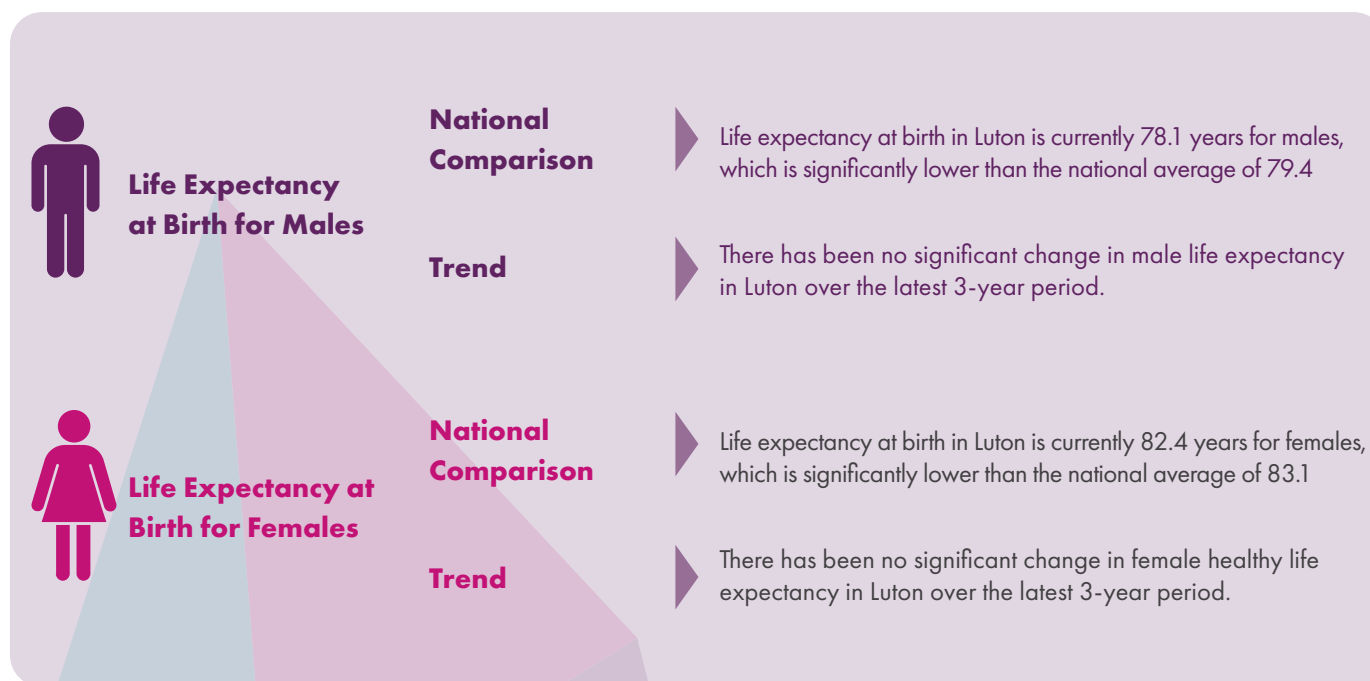 Life Expectancy
at Birth for Males
National
Comparison
Life expectancy at birth in Luton is currently 78.1 years for males,
which is significantly lower than the national average of 79.4
Trend
There has been no significant change in male life expectancy
in Luton over the latest 3-year period.
Life Expectancy at
Birth for Females
National
Comparison
Life expectancy at birth in Luton is currently 82.4 years for females,
which is significantly lower than the national average of 83.1
Trend
There has been no significant change in female healthy life
expectancy in Luton over the latest 3-year period.